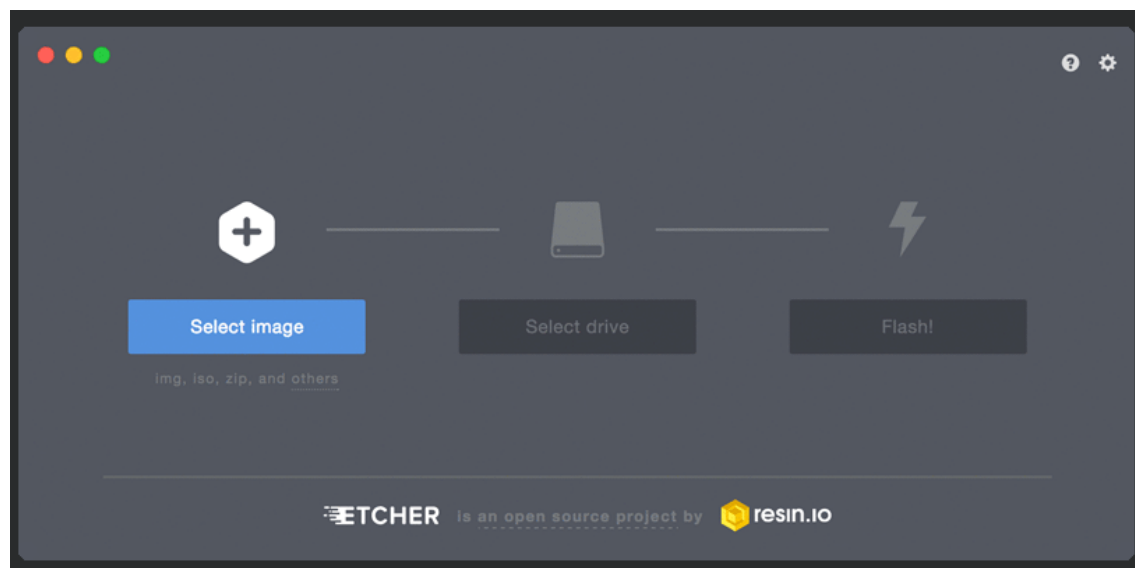 Select image
Select drive
Flash!
img, iso, zip, and others
ETCHER is an open source project by resin.io